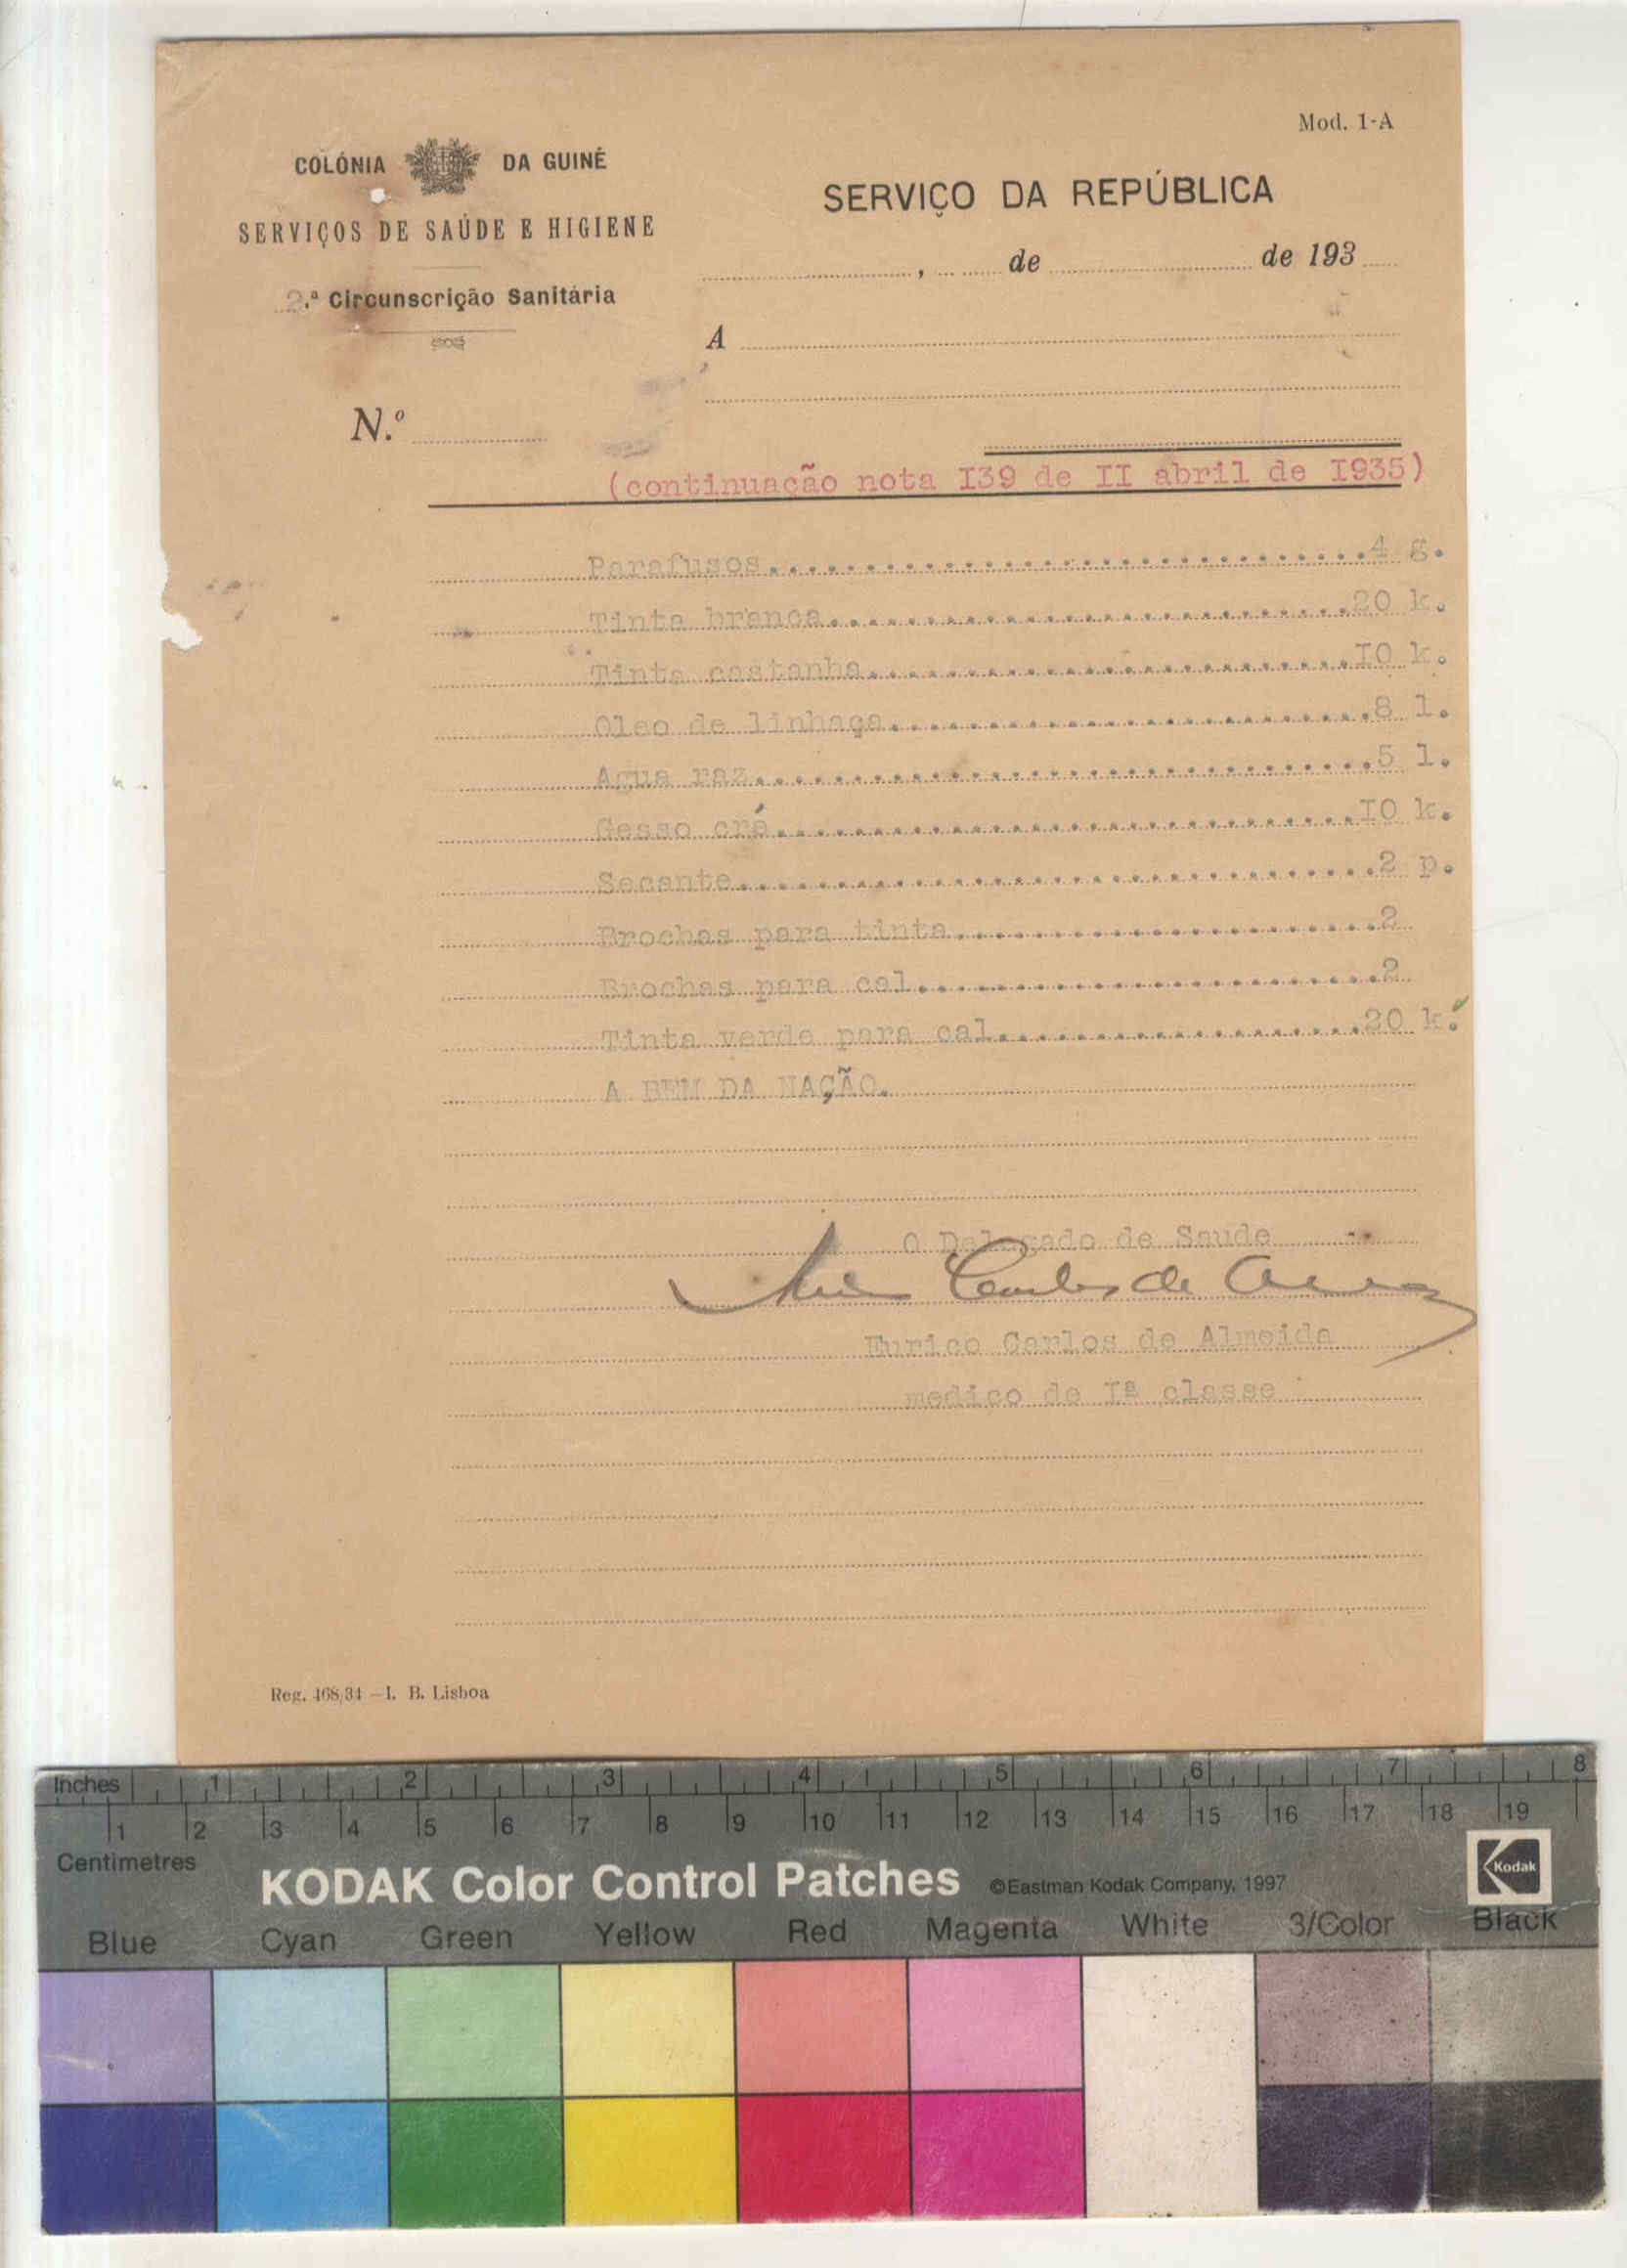 Mod. 1-A
COLÓNIA DA GUINÉ
SERVIÇO DA REPÚBLICA
SERVIÇOS DE SAÚDE E HIGIENE
, de de 193
2.ª Circunscrição Sanitária
A
N.º
(continuação nota I39 de II abril de I935)
Parafusos 4 g.
Tinta branca 20 k.
Tinta castanha IO k.
Oleo de linhaça 8 l.
Agua raz 5 l.
Gesso cré IO k.
Secante 2 p.
Brochas para tinta 2
Brochas para cal 2
Tinta verde para cal 20 k.
A BEM DA NAÇÃO.
O Delegado de Saude
Eurico Carlos de Almeida
medico de Iª classe
Reg. 468/34 — I. B. Lisboa
Inches 1 2 3 4 5 6 7 8
1 2 3 4 5 6 7 8 9 10 11 12 13 14 15 16 17 18 19
Centimetres
KODAK Color Control Patches ©Eastman Kodak Company, 1997 Kodak
Blue Cyan Green Yellow Red Magenta White 3/Color Black